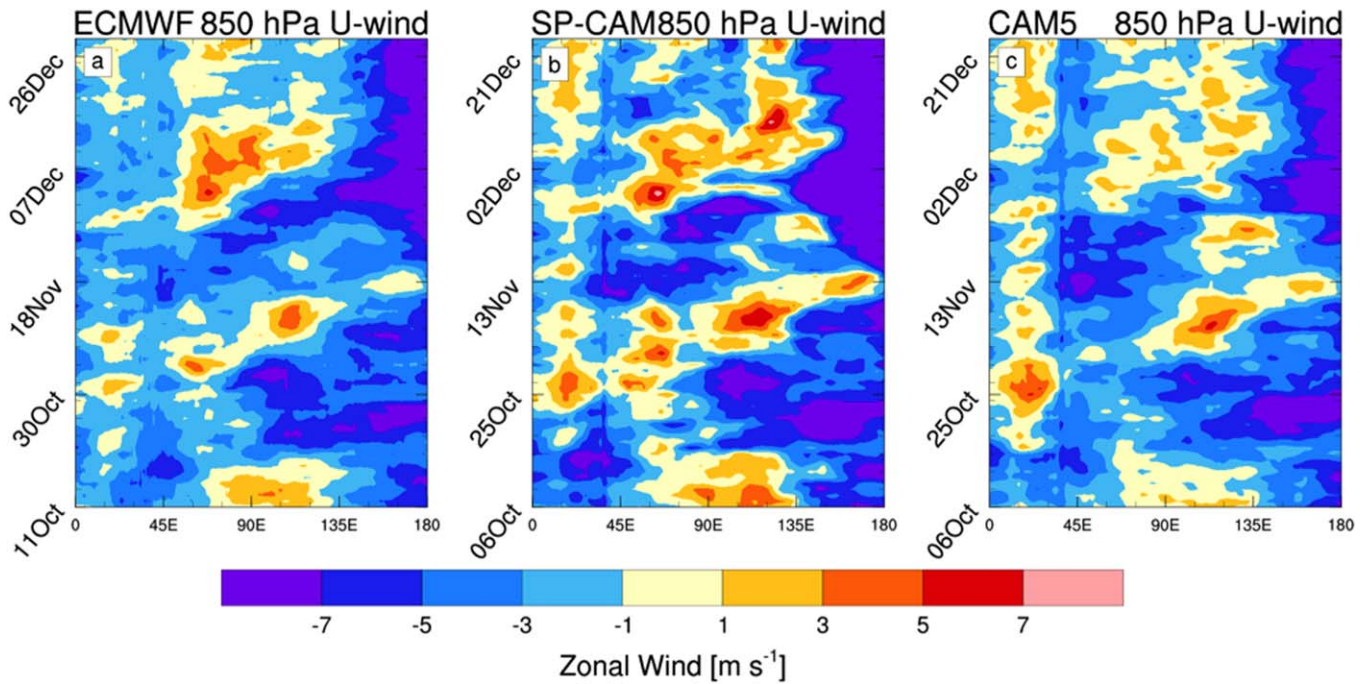 ECMWF 850 hPa U-wind
SP-CAM850 hPa U-wind
CAM5 850 hPa U-wind
a
b
c
26Dec
07Dec
18Nov
30Oct
11Oct
21Dec
02Dec
13Nov
25Oct
06Oct
21Dec
02Dec
13Nov
25Oct
06Oct
0 45E 90E 135E 180
0 45E 90E 135E 180
0 45E 90E 135E 180
-7 -5 -3 -1 1 3 5 7
Zonal Wind [m s⁻¹]